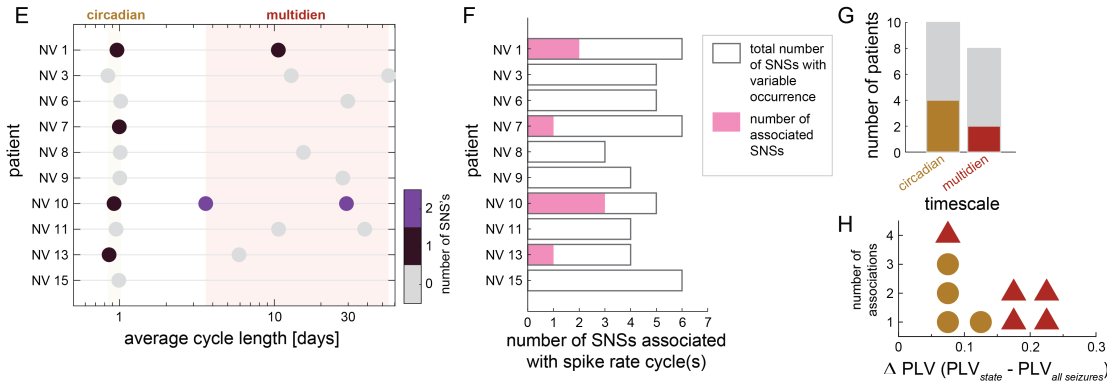 E
circadian
multidien
NV 1
NV 3
NV 6
NV 7
NV 8
NV 9
NV 10
NV 11
NV 13
NV 15
patient
1
10
30
average cycle length [days]
2
1
0
number of SNS's
F
NV 1
NV 3
NV 6
NV 7
NV 8
NV 9
NV 10
NV 11
NV 13
NV 15
patient
0
1
2
3
4
5
6
7
number of SNSs associated
with spike rate cycle(s)
total number
of SNSs with
variable
occurrence
number of
associated
SNSs
G
number of patients
10
8
6
4
2
0
circadian
multidien
timescale
H
number of
associations
4
3
2
1
0
0.1
0.2
0.3
Δ PLV (PLV state - PLV all seizures)